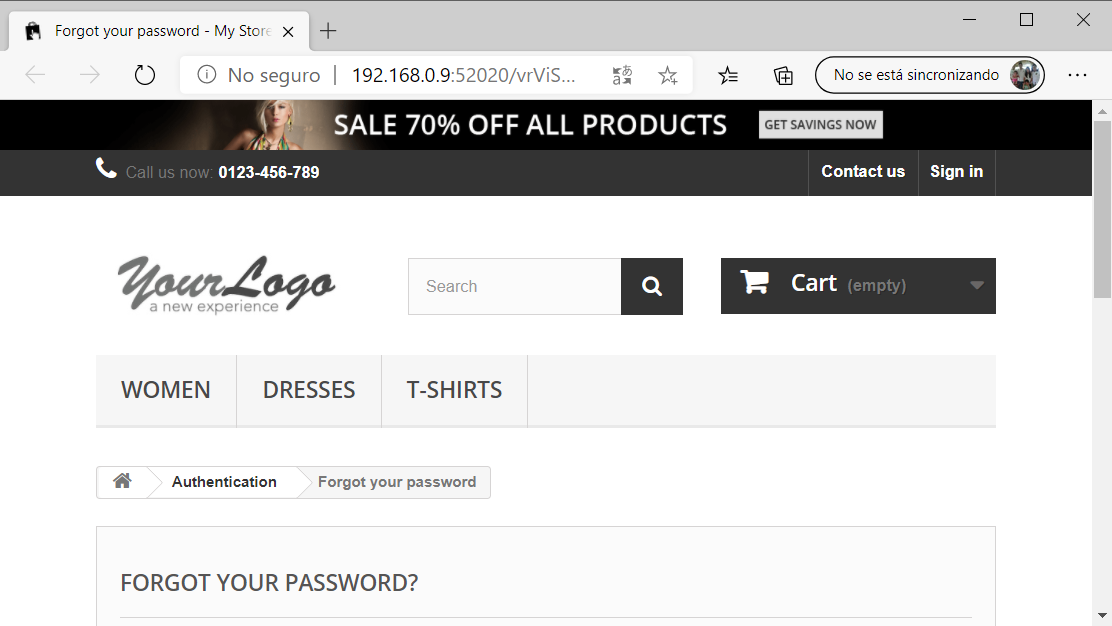 Forgot your password - My Store
No seguro | 192.168.0.9:52020/vrViS...
No se está sincronizando
SALE 70% OFF ALL PRODUCTS
GET SAVINGS NOW
Call us now: 0123-456-789
Contact us
Sign in
YourLogo
a new experience
Search
Cart (empty)
WOMEN
DRESSES
T-SHIRTS
Authentication
Forgot your password
FORGOT YOUR PASSWORD?